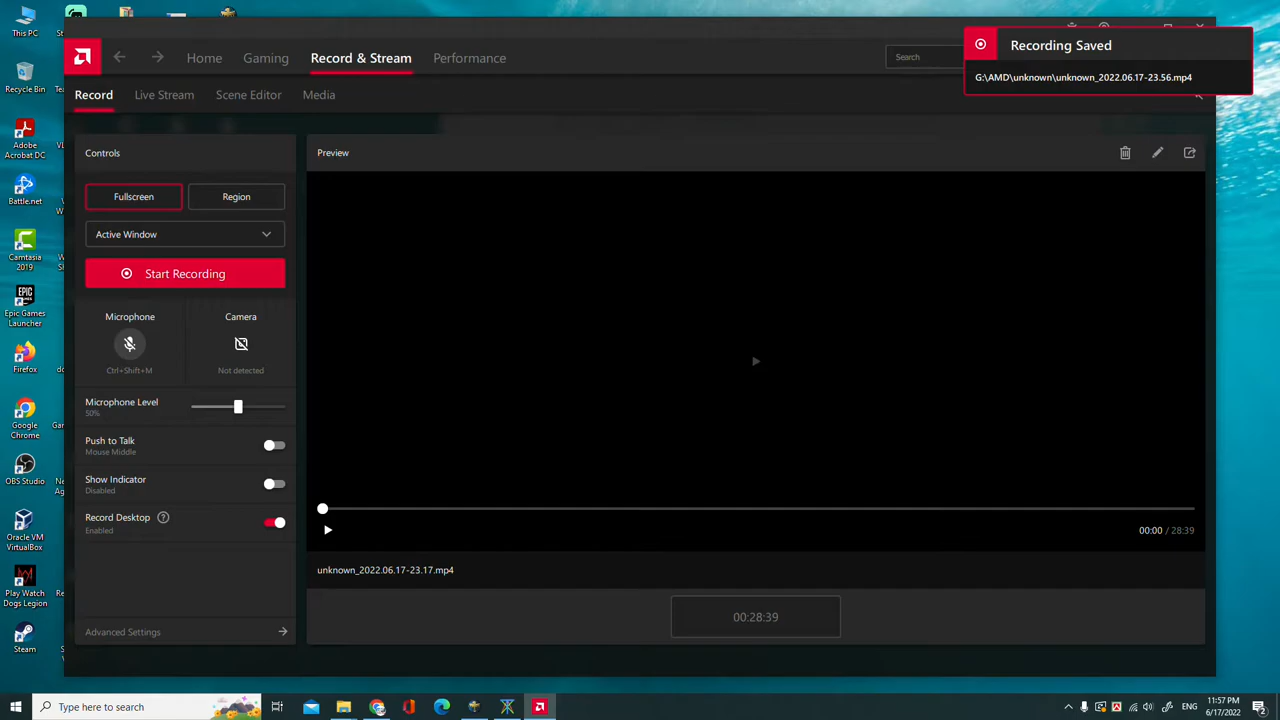 This PC
Recycle Bin
Adobe
Acrobat DC
Battle.net
Camtasia
2019
EPIC
GAMES
Epic Games
Launcher
Firefox
Google
Chrome
OBS Studio
Oracle VM
VirtualBox
Play Watch
Dogs Legion
Steam
Home
Gaming
Record & Stream
Performance
Search
Recording Saved
G:\AMD\unknown\unknown_2022.06.17-23.56.mp4
Record
Live Stream
Scene Editor
Media
Controls
Fullscreen
Region
Active Window
Start Recording
Microphone
Camera
Ctrl+Shift+M
Not detected
Microphone Level
50%
Push to Talk
Mouse Middle
Show Indicator
Disabled
Record Desktop
Enabled
Advanced Settings
Preview
00:00 / 28:39
unknown_2022.06.17-23.17.mp4
00:28:39
Type here to search
ENG
11:57 PM
6/17/2022
2